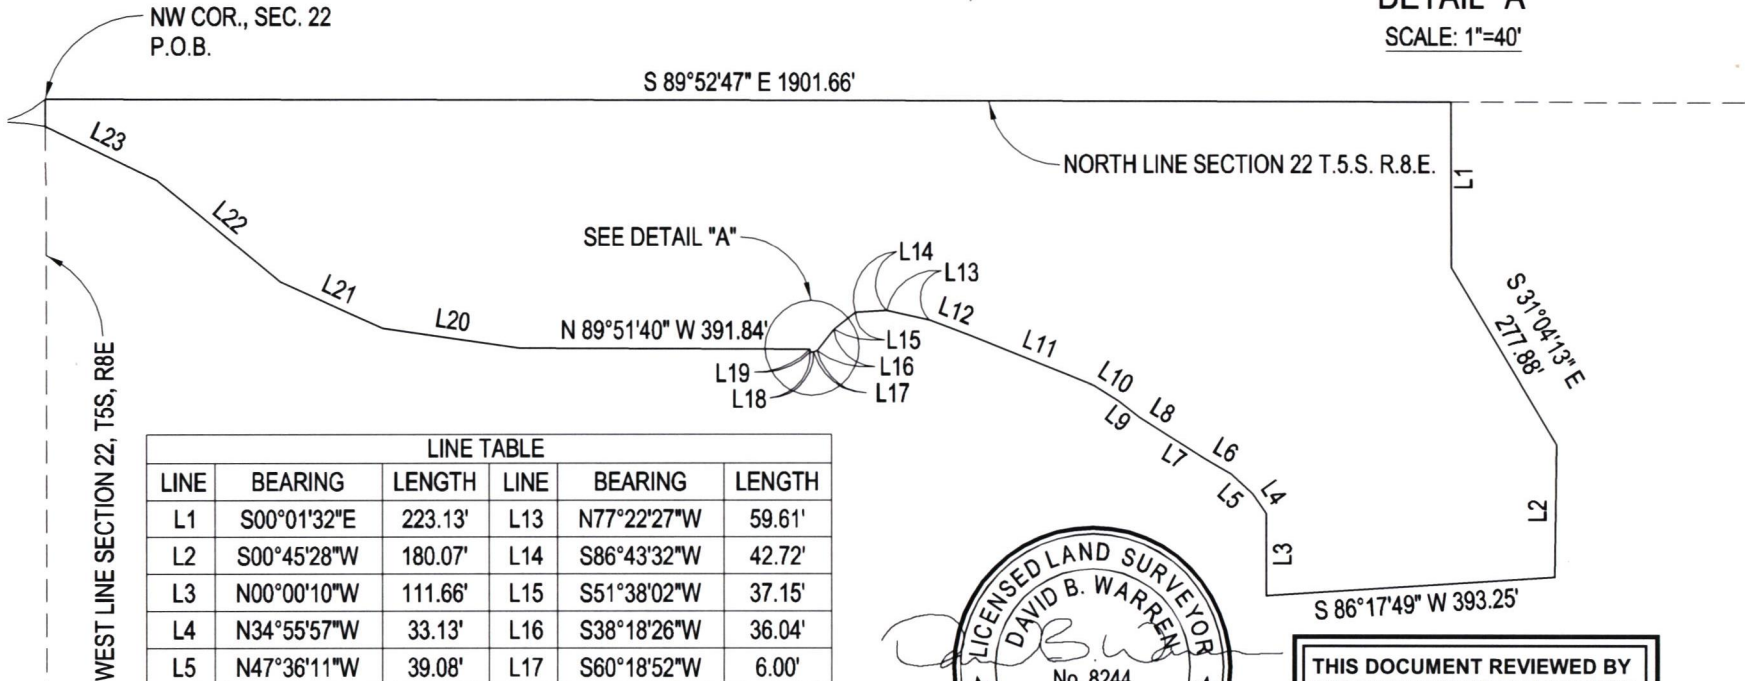 DETAIL "A"
SCALE: 1"=40'
NW COR., SEC. 22
P.O.B.
S 89°52'47" E 1901.66'
NORTH LINE SECTION 22 T.5.S. R.8.E.
L1
L23
L22
L21
L20
SEE DETAIL "A"
N 89°51'40" W 391.84'
L14
L13
L12
L15
L16
L17
L19
L18
L11
L10
L9
L8
L7
L6
L5
L4
L3
S 31°04'13" E
277.88'
L2
S 86°17'49" W 393.25'
WEST LINE SECTION 22, T5S, R8E
LINE TABLE
LINE BEARING LENGTH LINE BEARING LENGTH
L1 S00°01'32"E 223.13' L13 N77°22'27"W 59.61'
L2 S00°45'28"W 180.07' L14 S86°43'32"W 42.72'
L3 N00°00'10"W 111.66' L15 S51°38'02"W 37.15'
L4 N34°55'57"W 33.13' L16 S38°18'26"W 36.04'
L5 N47°36'11"W 39.08' L17 S60°18'52"W 6.00'
LICENSED LAND SURVEYOR
DAVID B. WARREN
No. 8244
THIS DOCUMENT REVIEWED BY